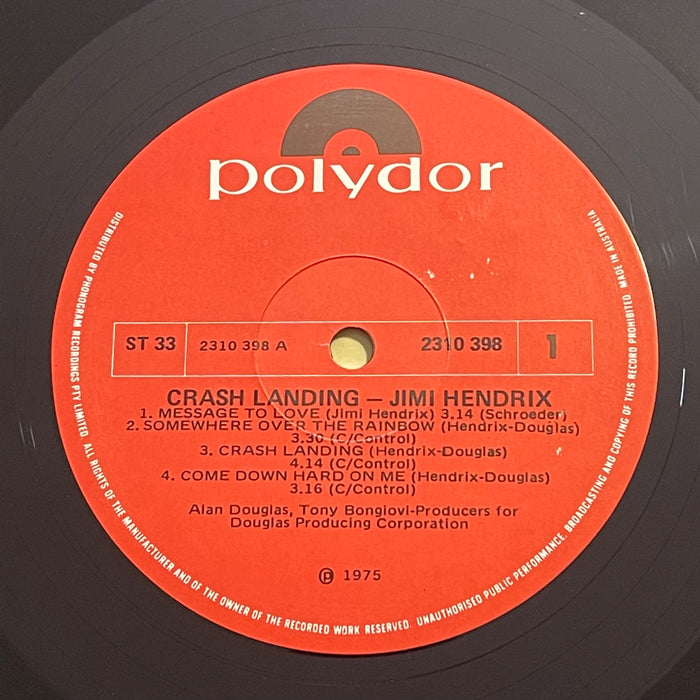 polydor
ST 33
2310 398 A
2310 398
1
CRASH LANDING — JIMI HENDRIX
1. MESSAGE TO LOVE (Jimi Hendrix) 3.14 (Schroeder)
2. SOMEWHERE OVER THE RAINBOW (Hendrix-Douglas)
3.30 (C/Control)
3. CRASH LANDING (Hendrix-Douglas)
4.14 (C/Control)
4. COME DOWN HARD ON ME (Hendrix-Douglas)
3.16 (C/Control)
Alan Douglas, Tony Bongiovi-Producers for
Douglas Producing Corporation
℗ 1975
DISTRIBUTED BY PHONOGRAM RECORDINGS PTY LIMITED. ALL RIGHTS OF THE MANUFACTURER AND OF THE OWNER OF THE RECORDED WORK RESERVED. UNAUTHORISED PUBLIC PERFORMANCE, BROADCASTING AND COPYING OF THIS RECORD PROHIBITED. MADE IN AUSTRALIA